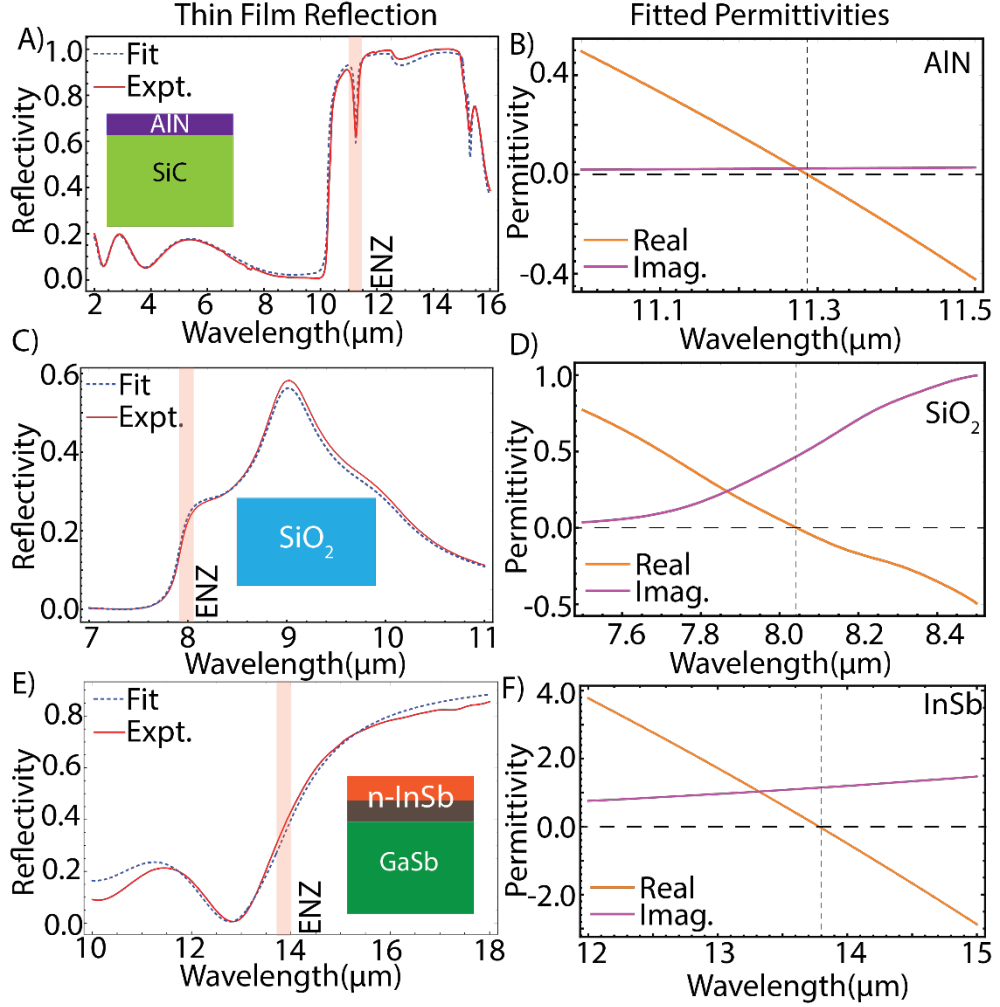 Thin Film Reflection
Fitted Permittivities
A)
Fit
Expt.
AlN
SiC
ENZ
Reflectivity
1.0
0.8
0.6
0.4
0.2
0.0
2 4 6 8 10 12 14 16
Wavelength(μm)
B)
AlN
Real
Imag.
Permittivity
0.4
0.0
-0.4
11.1 11.3 11.5
Wavelength(μm)
C)
Fit
Expt.
SiO₂
ENZ
Reflectivity
0.6
0.4
0.2
0.0
7 8 9 10 11
Wavelength(μm)
D)
SiO₂
Real
Imag.
Permittivity
1.0
0.5
0.0
-0.5
7.6 7.8 8.0 8.2 8.4
Wavelength(μm)
E)
Fit
Expt.
n-InSb
GaSb
ENZ
Reflectivity
0.8
0.6
0.4
0.2
0.0
10 12 14 16 18
Wavelength(μm)
F)
InSb
Real
Imag.
Permittivity
4.0
2.0
0.0
-2.0
12 13 14 15
Wavelength(μm)